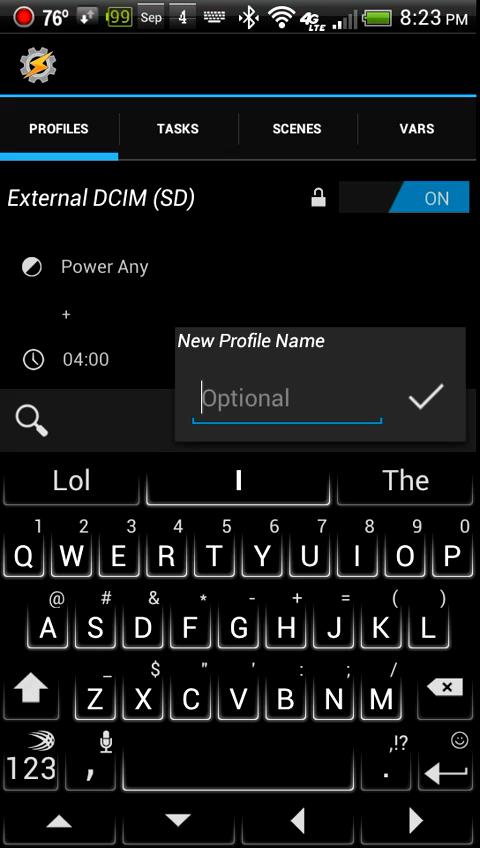 76° 99 Sep 4 4G LTE 8:23 PM
PROFILES TASKS SCENES VARS
External DCIM (SD) ON
Power Any
+
04:00
New Profile Name
Optional
Lol I The
1 2 3 4 5 6 7 8 9 0
Q W E R T Y U I O P
@ # & * - + = ( )
A S D F G H J K L
_ $ " ' : ; /
Z X C V B N M
,!?
123 , .